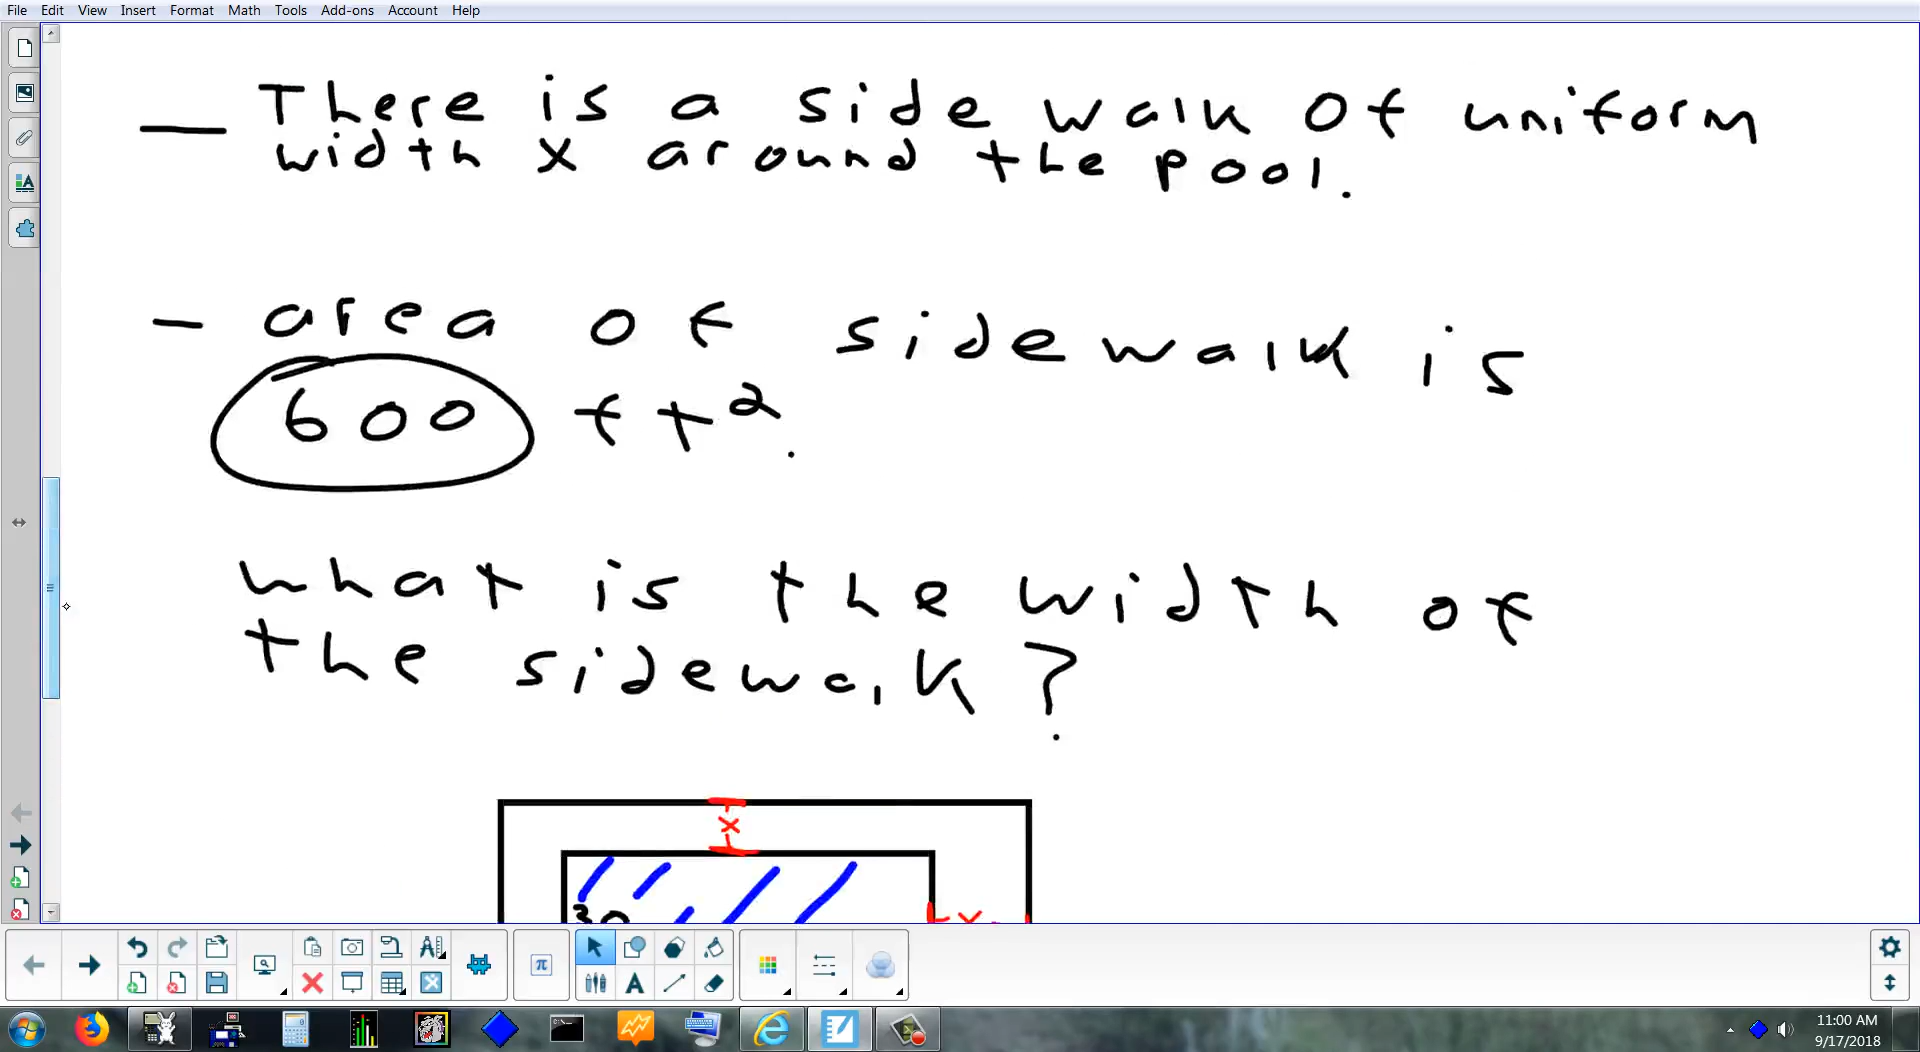 File Edit View Insert Format Math Tools Add-ons Account Help
— There is a side walk of uniform
width x around the pool.
- area of sidewalk is
600 ft².
what is the width of
the sidewalk?
x
30
x
π
A
11:00 AM
9/17/2018